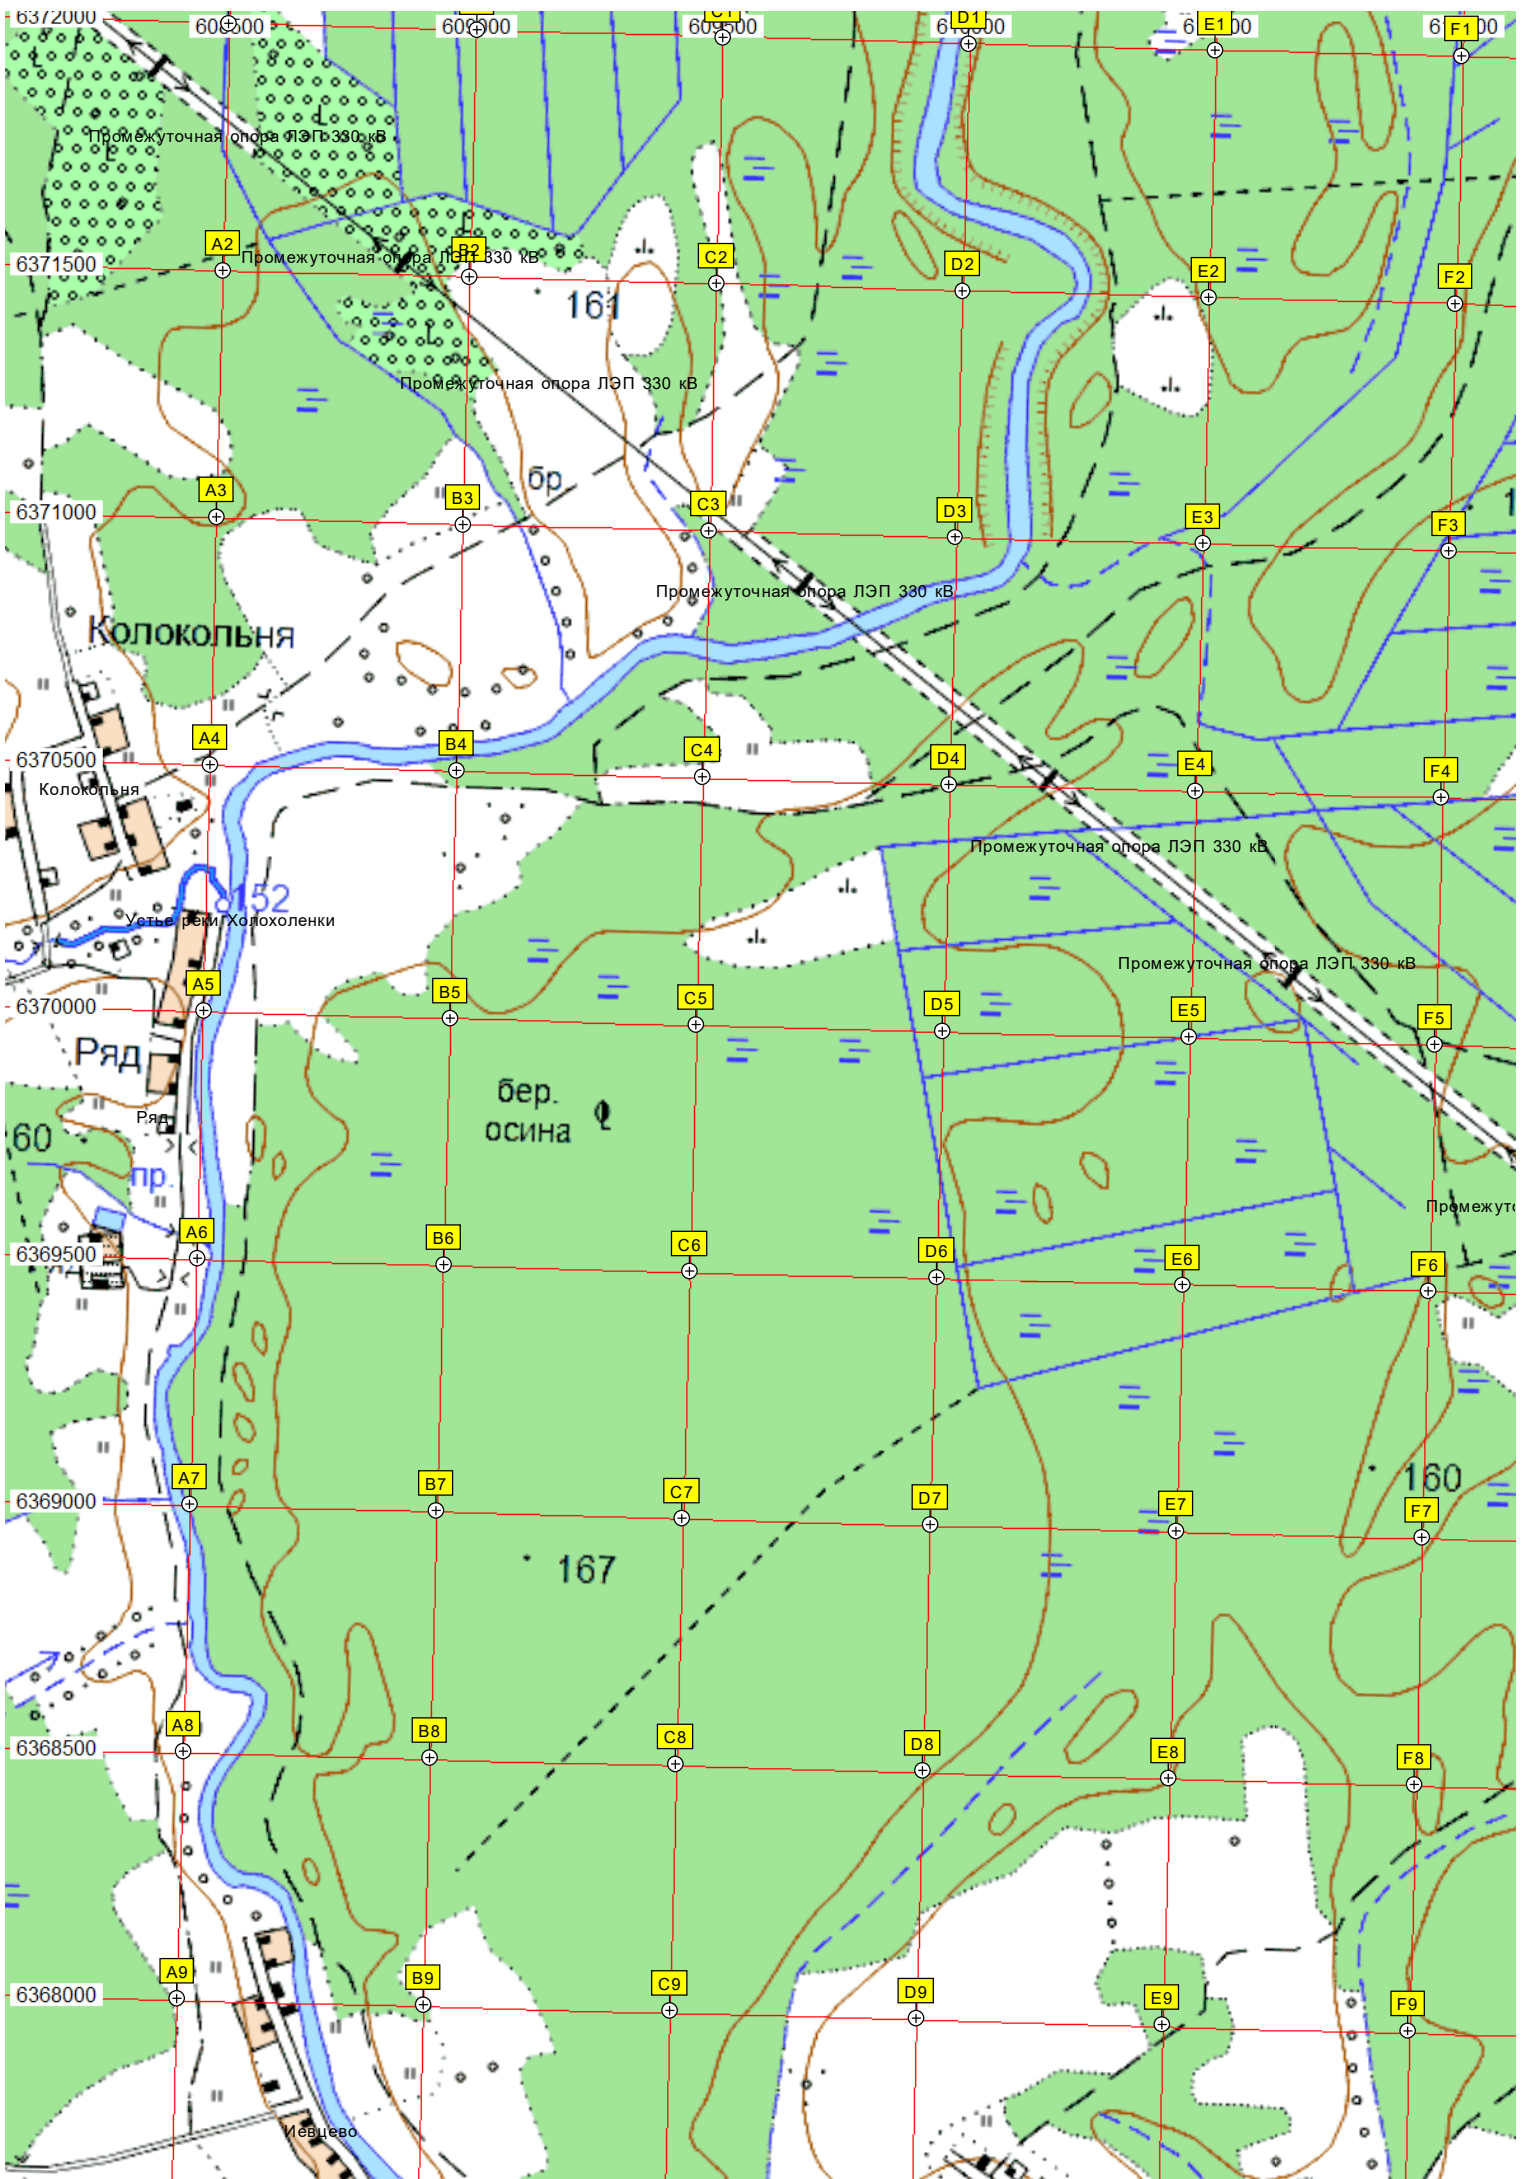 6372000
D1
E1
F1
Промежуточная опора ЛЭП 330 кВ
A2
B2
C2
D2
E2
F2
6371500
Промежуточная опора ЛЭП 330 кВ
161
Промежуточная опора ЛЭП 330 кВ
бр
A3
B3
C3
D3
E3
F3
6371000
Промежуточная опора ЛЭП 330 кВ
Колокольня
A4
B4
C4
D4
E4
F4
6370500
Колокольня
Промежуточная опора ЛЭП 330 кВ
152
Устье реки Холохоленки
Промежуточная опора ЛЭП 330 кВ
A5
B5
C5
D5
E5
F5
6370000
Ряд
бер.
осина
Ряд
60
пр.
Промежуто
A6
B6
C6
D6
E6
F6
6369500
A7
B7
C7
D7
E7
F7
6369000
160
167
A8
B8
C8
D8
E8
F8
6368500
A9
B9
C9
D9
E9
F9
6368000
Иевцево